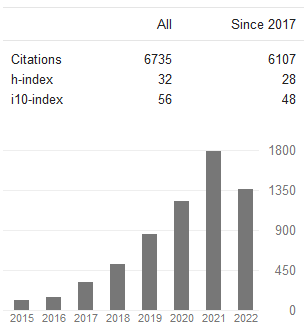 All Since 2017
Citations 6735 6107
h-index 32 28
i10-index 56 48
1800
1350
900
450
0
2015 2016 2017 2018 2019 2020 2021 2022